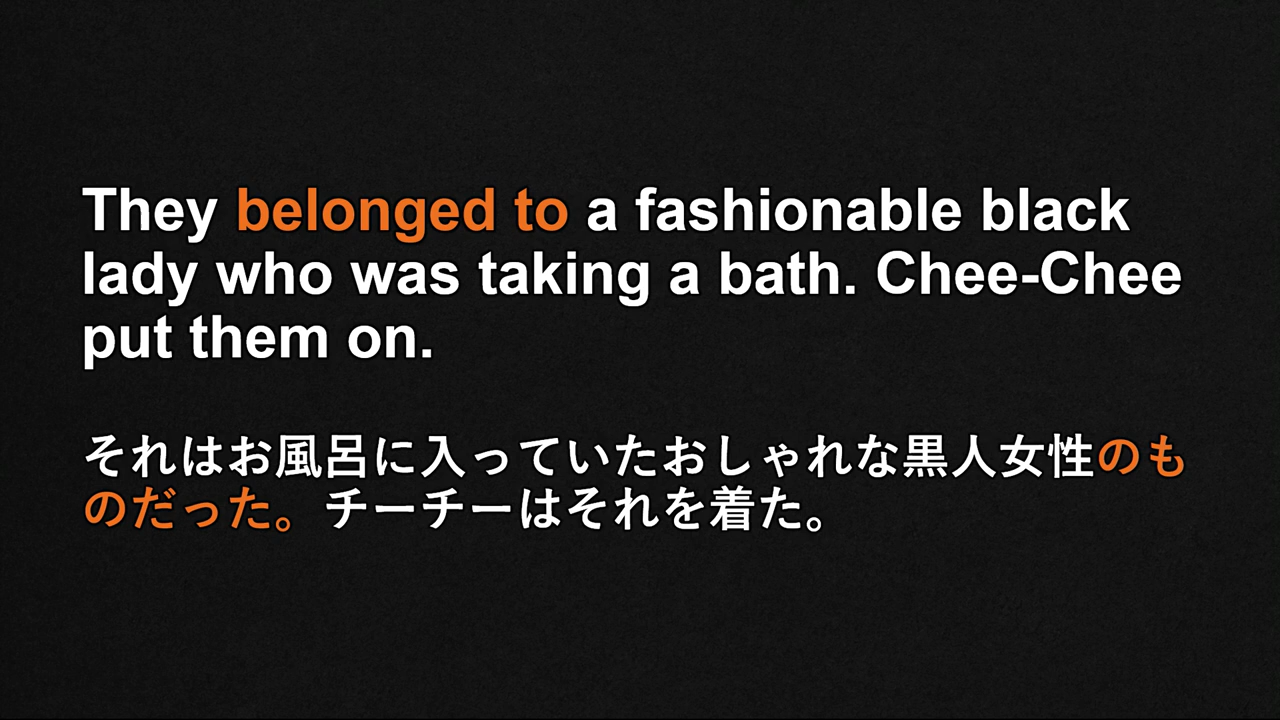 They belonged to a fashionable black
lady who was taking a bath. Chee-Chee
put them on.
それはお風呂に入っていたおしゃれな黒人女性のも
のだった。チーチーはそれを着た。